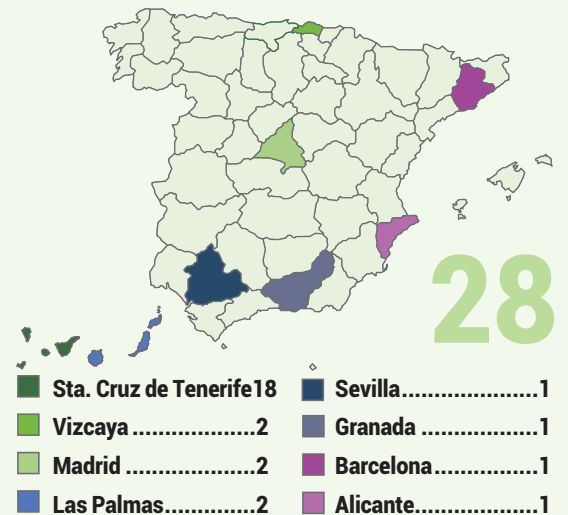 28
Sta. Cruz de Tenerife18
Vizcaya ..................2
Madrid ...................2
Las Palmas.............2
Sevilla....................1
Granada .................1
Barcelona...............1
Alicante..................1